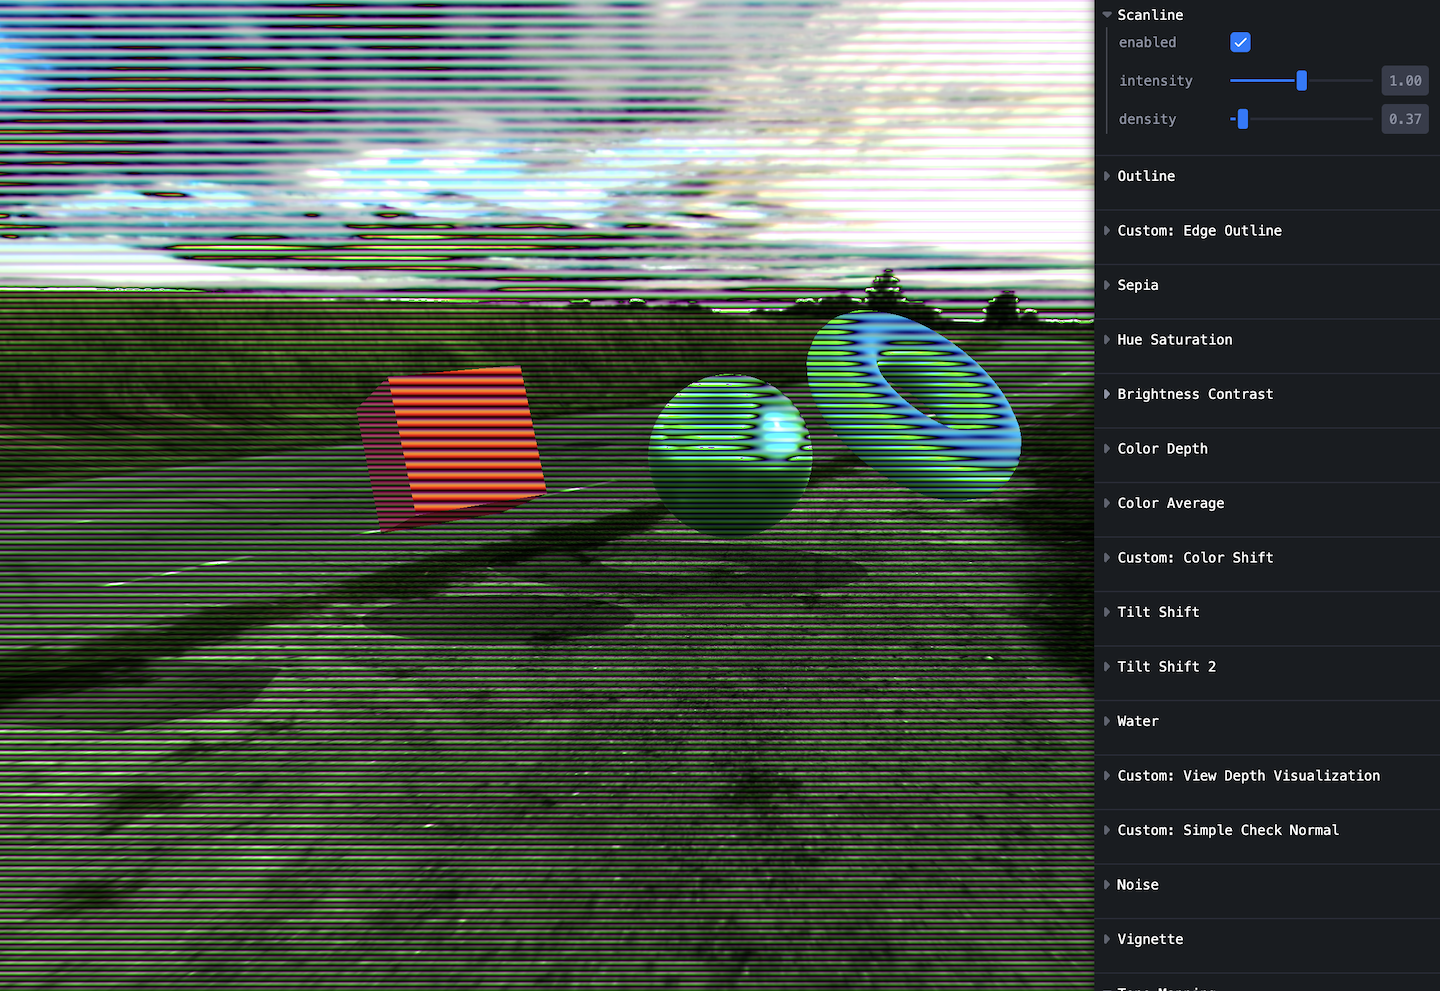 Scanline
enabled
intensity 1.00
density 0.37
Outline
Custom: Edge Outline
Sepia
Hue Saturation
Brightness Contrast
Color Depth
Color Average
Custom: Color Shift
Tilt Shift
Tilt Shift 2
Water
Custom: View Depth Visualization
Custom: Simple Check Normal
Noise
Vignette